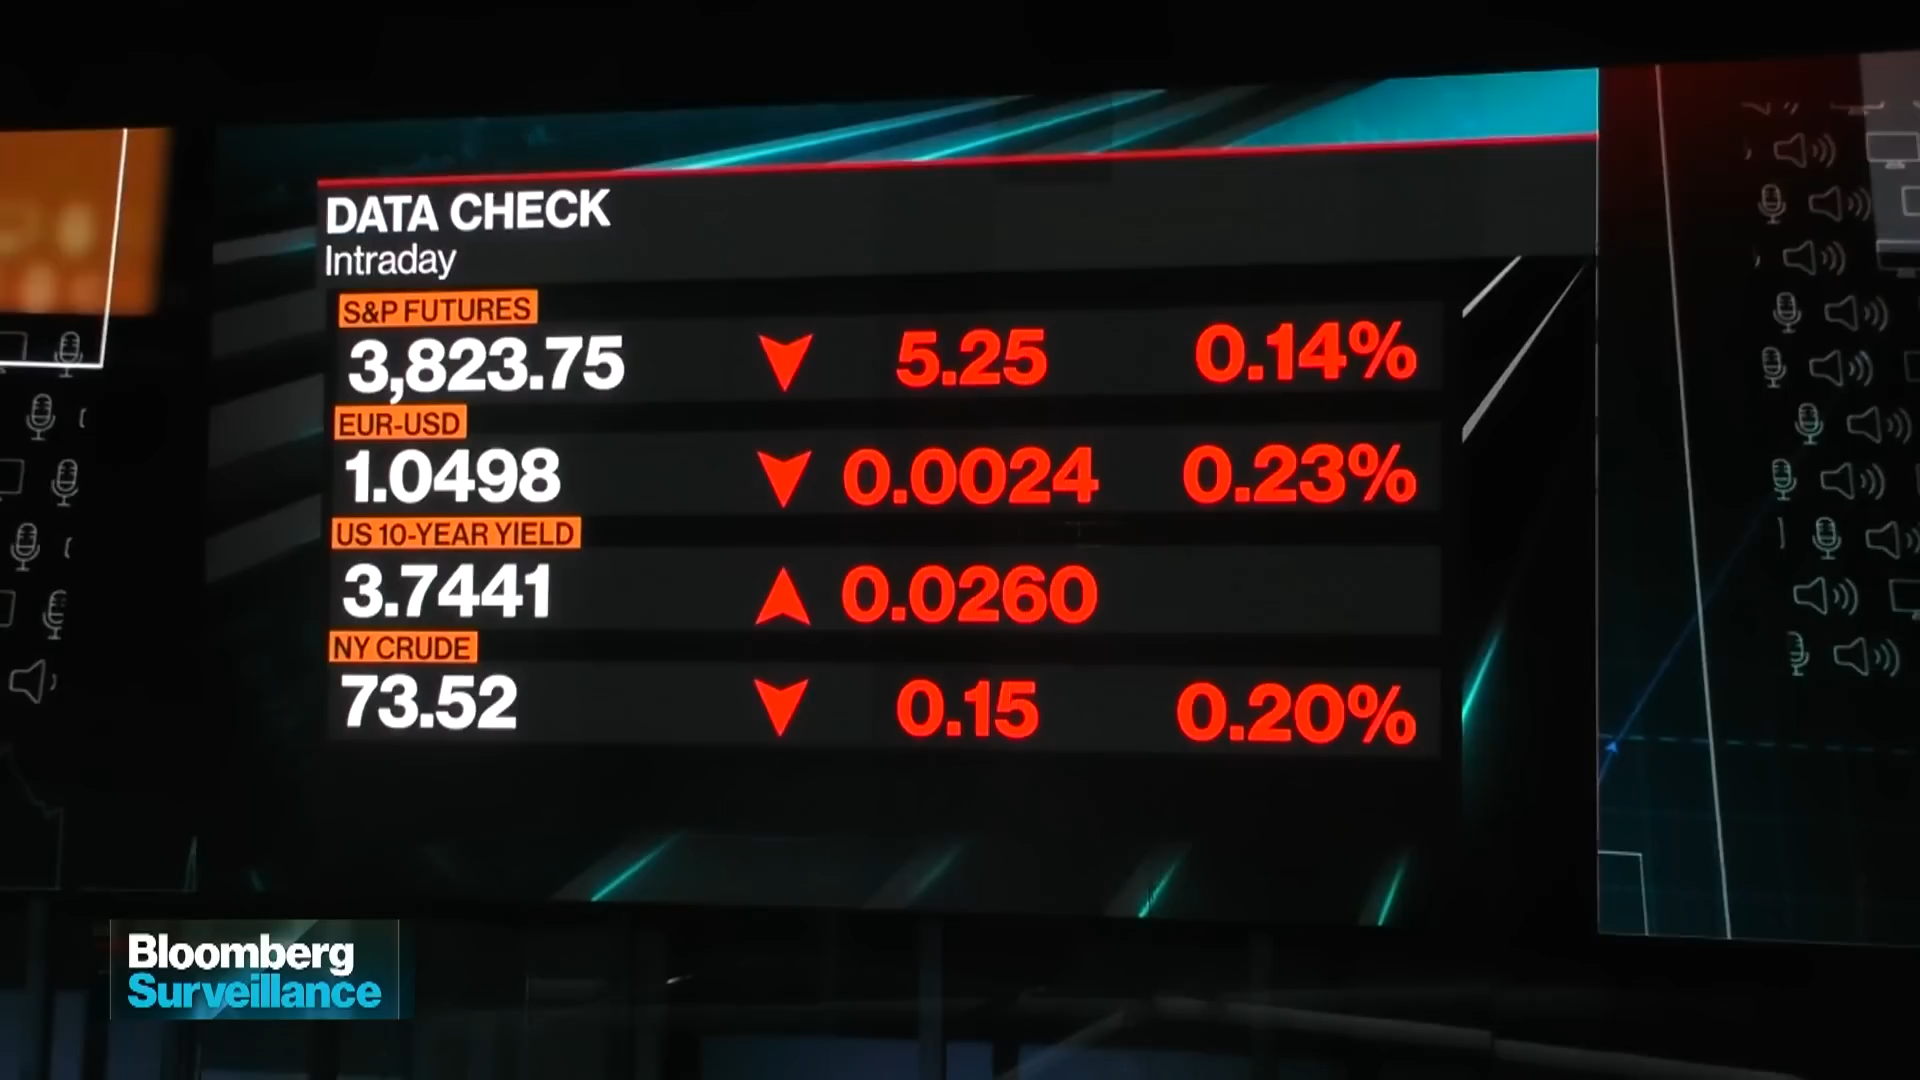 DATA CHECK
Intraday
S&P FUTURES
3,823.75 ▼ 5.25 0.14%
EUR-USD
1.0498 ▼ 0.0024 0.23%
US 10-YEAR YIELD
3.7441 ▲ 0.0260
NY CRUDE
73.52 ▼ 0.15 0.20%
Bloomberg
Surveillance